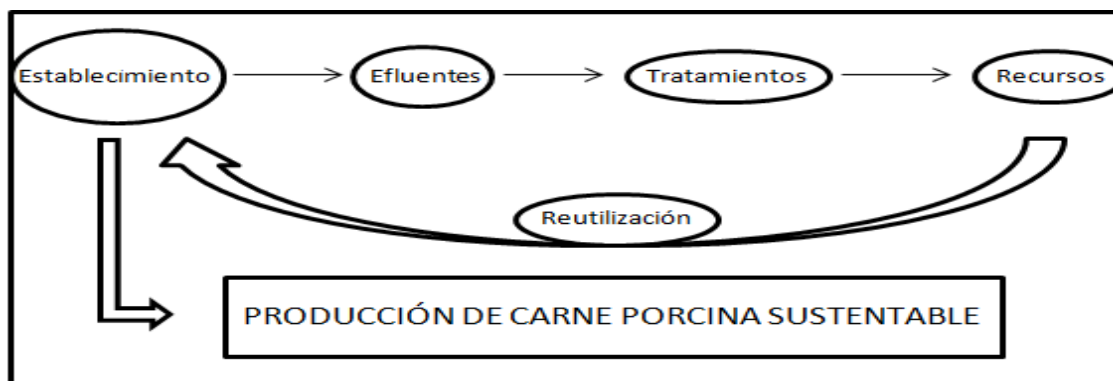 Establecimiento
Efluentes
Tratamientos
Recursos
Reutilización
PRODUCCIÓN DE CARNE PORCINA SUSTENTABLE